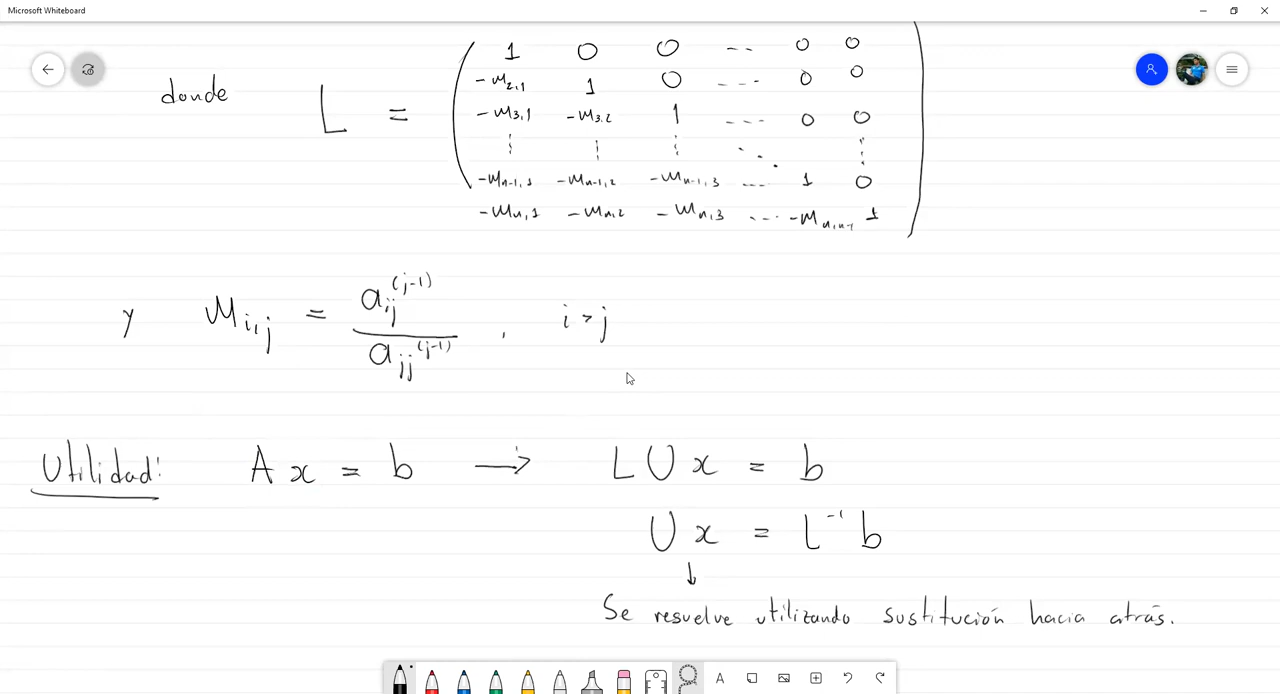 Microsoft Whiteboard
1 0 0 --- 0 0
-m2,1 1 0 ---- 0 0
donde L = -m3,1 -m3,2 1 ---- 0 0
⋮ ⋮ ⋮ ⋱ ⋮
-mn-1,1 -mn-1,2 -mn-1,3 ---- 1 0
-mn,1 -mn,2 -mn,3 ---- -mn,n-1 1
y mi,j = aij^(j-1) / ajj^(j-1) , i > j
Utilidad: Ax = b → LUx = b
Ux = L^-1 b
↓
Se resuelve utilizando sustitución hacia atrás.
A